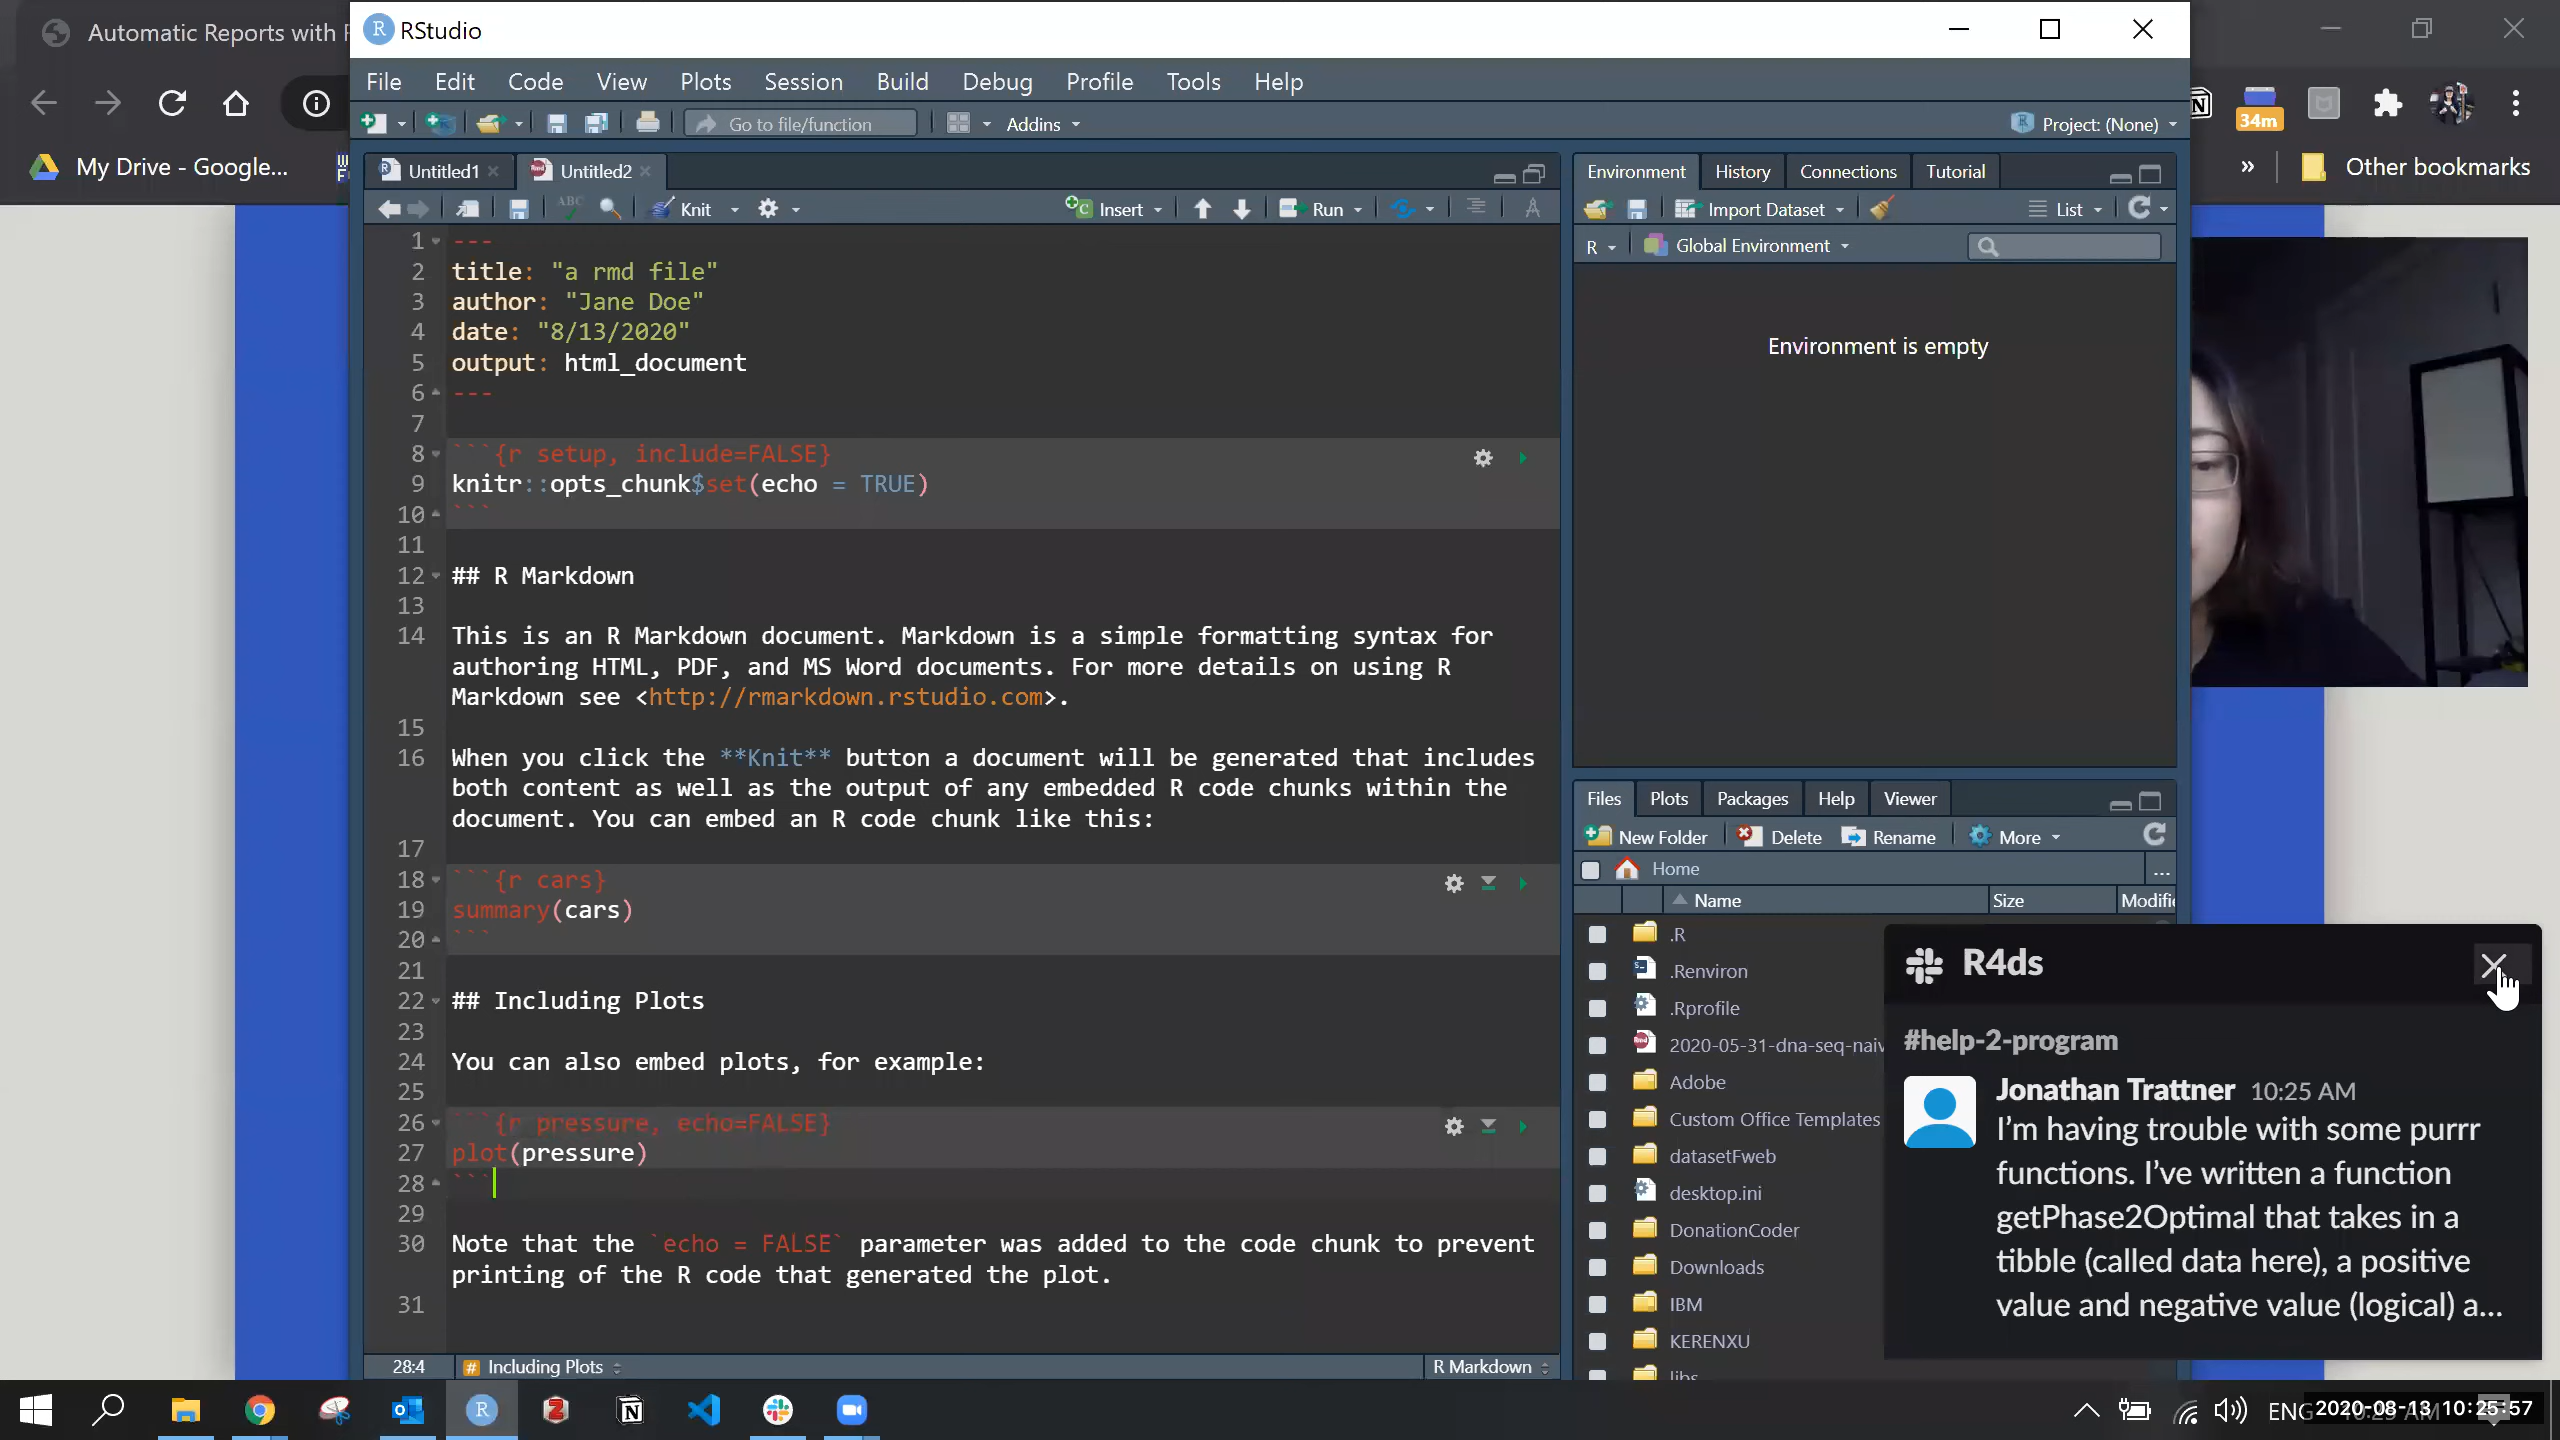 Automatic Reports with
RStudio
File Edit Code View Plots Session Build Debug Profile Tools Help
Go to file/function Addins Project: (None)
34m
My Drive - Google... Other bookmarks
Untitled1 Untitled2
ABC Knit Insert Run
1 ---
2 title: "a rmd file"
3 author: "Jane Doe"
4 date: "8/13/2020"
5 output: html_document
6 ---
7
8 ```{r setup, include=FALSE}
9 knitr::opts_chunk$set(echo = TRUE)
10 ```
11
12 ## R Markdown
13
14 This is an R Markdown document. Markdown is a simple formatting syntax for
authoring HTML, PDF, and MS Word documents. For more details on using R
Markdown see <http://rmarkdown.rstudio.com>.
15
16 When you click the **Knit** button a document will be generated that includes
both content as well as the output of any embedded R code chunks within the
document. You can embed an R code chunk like this:
17
18 ```{r cars}
19 summary(cars)
20 ```
21
22 ## Including Plots
23
24 You can also embed plots, for example:
25
26 ```{r pressure, echo=FALSE}
27 plot(pressure)
28 ```
29
30 Note that the `echo = FALSE` parameter was added to the code chunk to prevent
printing of the R code that generated the plot.
31
28:4 # Including Plots R Markdown
Environment History Connections Tutorial
Import Dataset List
R Global Environment
Environment is empty
Files Plots Packages Help Viewer
New Folder Delete Rename More
Home ...
Name Size Modifi
.R
.Renviron
.Rprofile
2020-05-31-dna-seq-naiv
Adobe
Custom Office Templates
datasetFweb
desktop.ini
DonationCoder
Downloads
IBM
KERENXU
libs
R4ds
#help-2-program
Jonathan Trattner 10:25 AM
I'm having trouble with some purrr
functions. I've written a function
getPhase2Optimal that takes in a
tibble (called data here), a positive
value and negative value (logical) a...
ENG 2020-08-13 10:25:57